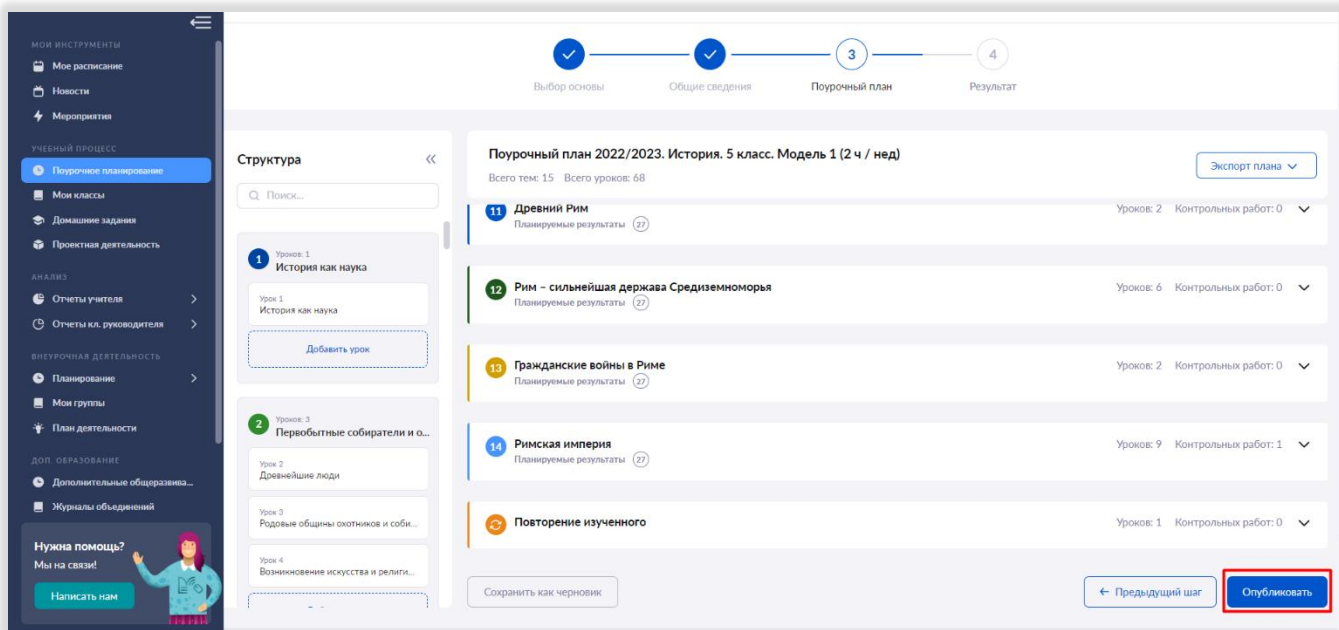 МОИ ИНСТРУМЕНТЫ
Мое расписание
Новости
Мероприятия
УЧЕБНЫЙ ПРОЦЕСС
Поурочное планирование
Мои классы
Домашние задания
Проектная деятельность
АНАЛИЗ
Отчеты учителя
Отчеты кл. руководителя
ВНЕУРОЧНАЯ ДЕЯТЕЛЬНОСТЬ
Планирование
Мои группы
План деятельности
ДОП. ОБРАЗОВАНИЕ
Дополнительные общеразвива...
Журналы объединений
Нужна помощь?
Мы на связи!
Написать нам
3
4
Выбор основы
Общие сведения
Поурочный план
Результат
Структура
Поиск...
1
Уроков: 1
История как наука
Урок 1
История как наука
Добавить урок
2
Уроков: 3
Первобытные собиратели и о...
Урок 2
Древнейшие люди
Урок 3
Родовые общины охотников и соби...
Урок 4
Возникновение искусства и религи...
Поурочный план 2022/2023. История. 5 класс. Модель 1 (2 ч / нед)
Всего тем: 15 Всего уроков: 68
Экспорт плана
11 Древний Рим Уроков: 2 Контрольных работ: 0
Планируемые результаты 27
12 Рим – сильнейшая держава Средиземноморья Уроков: 6 Контрольных работ: 0
Планируемые результаты 27
13 Гражданские войны в Риме Уроков: 2 Контрольных работ: 0
Планируемые результаты 27
14 Римская империя Уроков: 9 Контрольных работ: 1
Планируемые результаты 27
Повторение изученного Уроков: 1 Контрольных работ: 0
Сохранить как черновик
← Предыдущий шаг
Опубликовать